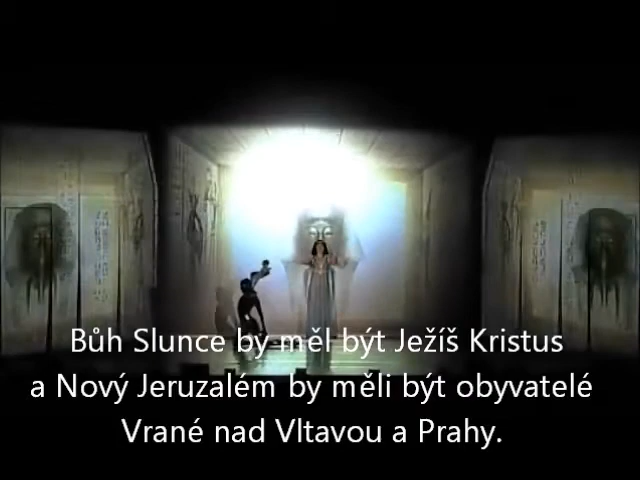 Bůh Slunce by měl být Ježíš Kristus
a Nový Jeruzalém by měli být obyvatelé
Vrané nad Vltavou a Prahy.